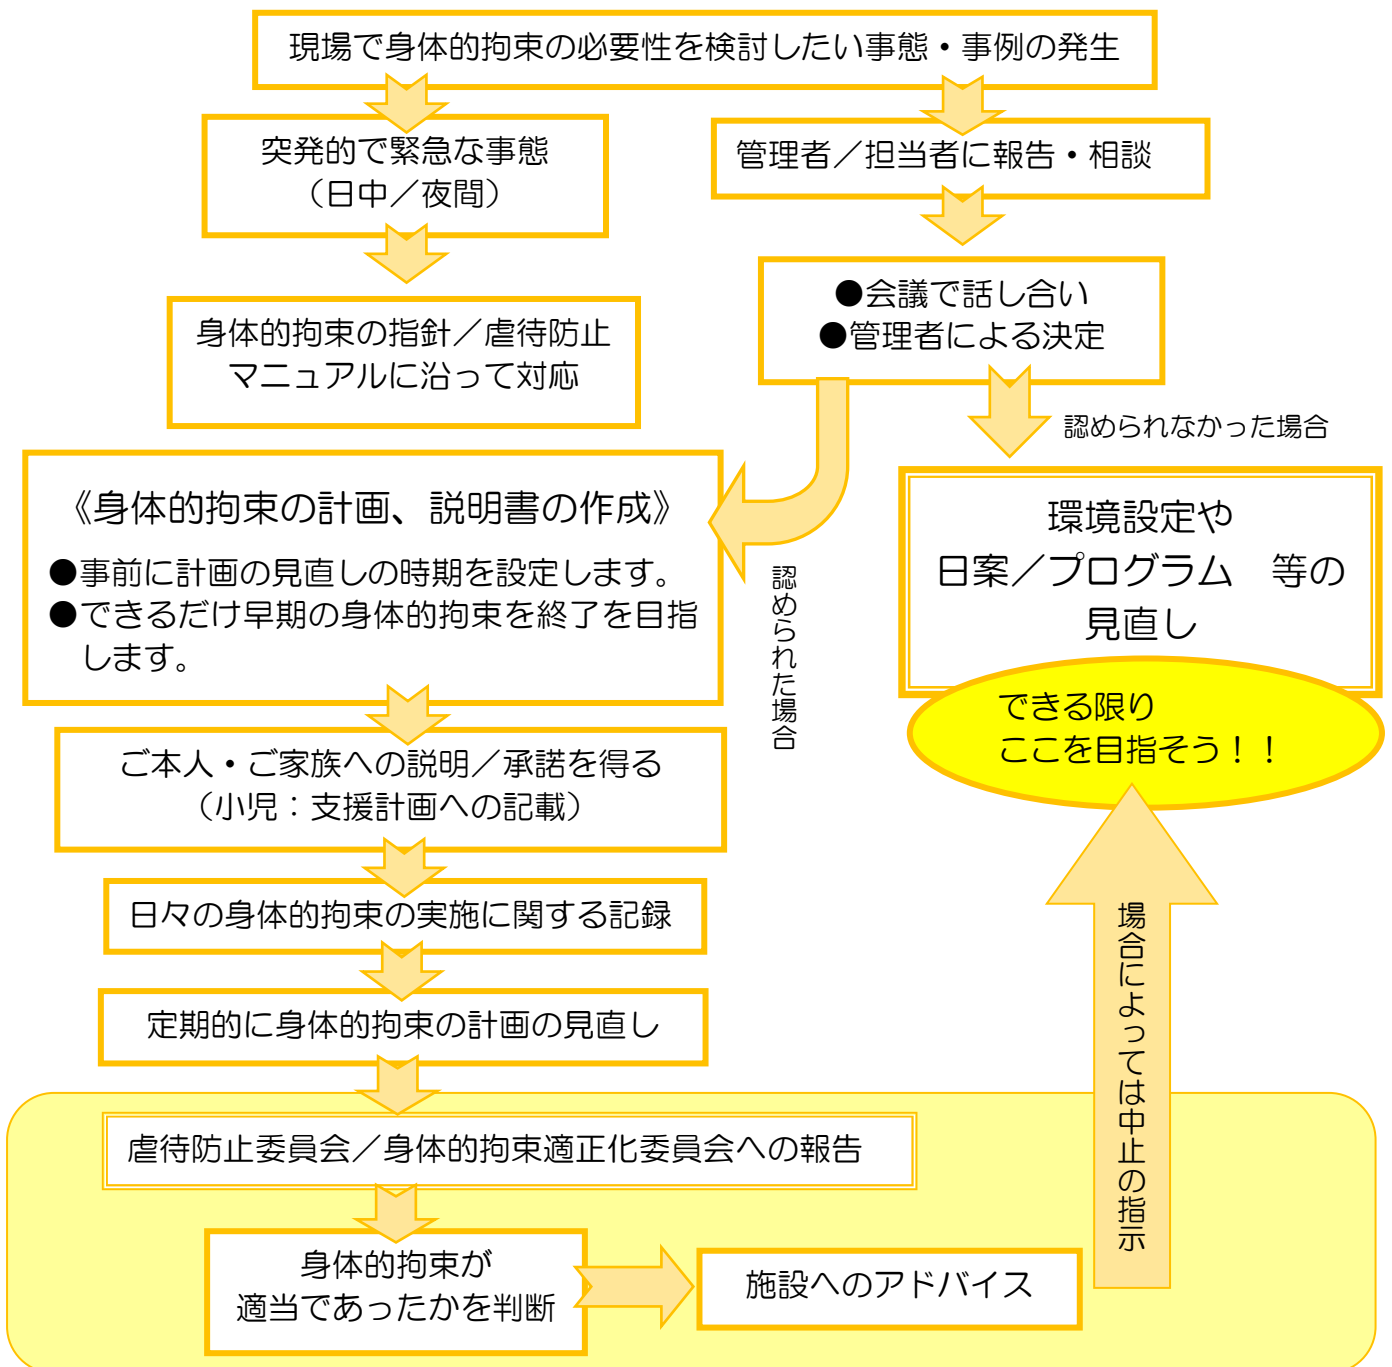 現場で身体的拘束の必要性を検討したい事態・事例の発生
突発的で緊急な事態
（日中／夜間）
管理者／担当者に報告・相談
身体的拘束の指針／虐待防止
マニュアルに沿って対応
●会議で話し合い
●管理者による決定
認められなかった場合
認められた場合
《身体的拘束の計画、説明書の作成》
●事前に計画の見直しの時期を設定します。
●できるだけ早期の身体的拘束を終了を目指
します。
環境設定や
日案／プログラム　等の
見直し
できる限り
ここを目指そう！！
ご本人・ご家族への説明／承諾を得る
（小児：支援計画への記載）
日々の身体的拘束の実施に関する記録
定期的に身体的拘束の計画の見直し
虐待防止委員会／身体的拘束適正化委員会への報告
身体的拘束が
適当であったかを判断
施設へのアドバイス
場合によっては中止の指示